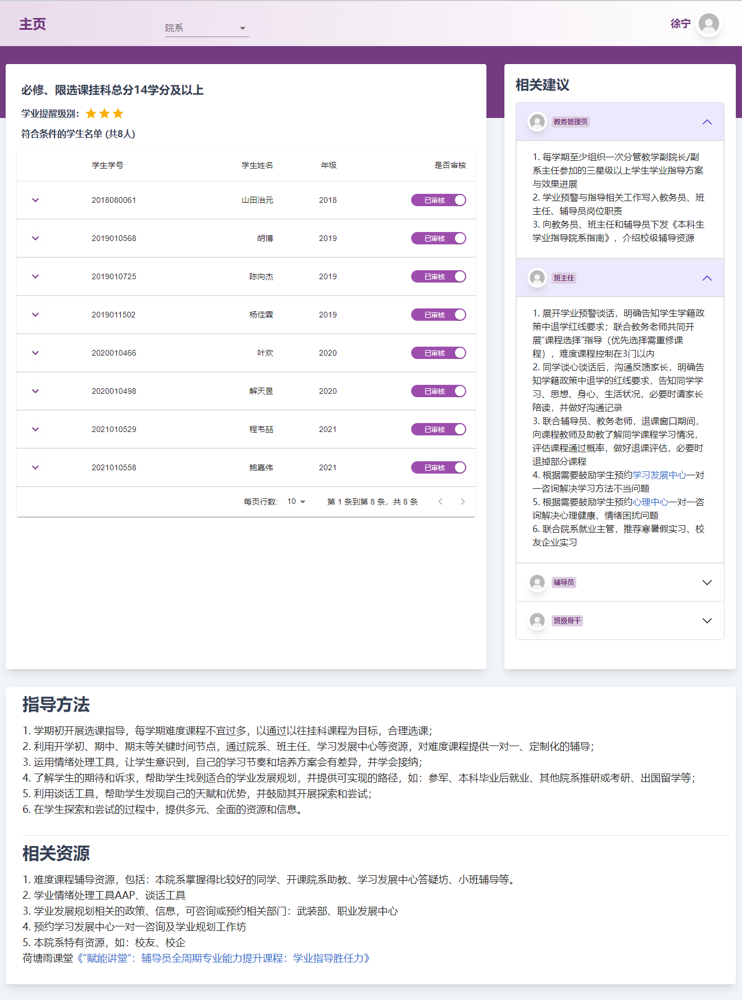 主页
院系
徐宁
必修、限选课挂科总分14学分及以上
学业提醒级别：
符合条件的学生名单 (共8人)
学生学号 学生姓名 年级 是否审核
2018080061 山田治元 2018 已审核
2019010568 胡博 2019 已审核
2019010725 陈向杰 2019 已审核
2019011502 杨佳霖 2019 已审核
2020010466 叶欢 2020 已审核
2020010498 解天昱 2020 已审核
2021010529 程韦喆 2021 已审核
2021010558 鲍嘉伟 2021 已审核
每页行数: 10 第 1 条到第 8 条，共 8 条
相关建议
教务管理员
1. 每学期至少组织一次分管教学副院长/副
系主任参加的三星级以上学生学业指导方案
与效果进展
2. 学业预警与指导相关工作写入教务员、班
主任、辅导员岗位职责
3. 向教务员、班主任和辅导员下发《本科生
学业指导院系指南》，介绍校级辅导资源
班主任
1. 展开学业预警谈话，明确告知学生学籍政
策中退学红线要求；联合教务老师共同开
展“课程选择”指导（优先选择需重修课
程），难度课程控制在3门以内
2. 同学谈心谈话后，沟通反馈家长，明确告
知学籍政策中退学的红线要求，告知同学学
习、思想、身心、生活状况，必要时请家长
陪读，并做好沟通记录
3. 联合辅导员、教务老师，退课窗口期间，
向课程教师及助教了解同学课程学习情况，
评估课程通过概率，做好退课评估，必要时
退掉部分课程
4. 根据需要鼓励学生预约学习发展中心一对
一咨询解决学习方法不当问题
5. 根据需要鼓励学生预约心理中心一对一咨
询解决心理健康、情绪困扰问题
6. 联合院系就业主管，推荐寒暑假实习、校
友企业实习
辅导员
班级骨干
指导方法
1. 学期初开展选课指导，每学期难度课程不宜过多，以通过以往挂科课程为目标，合理选课；
2. 利用开学初、期中、期末等关键时间节点，通过院系、班主任、学习发展中心等资源，对难度课程提供一对一、定制化的辅导；
3. 运用情绪处理工具，让学生意识到，自己的学习节奏和培养方案会有差异，并学会接纳；
4. 了解学生的期待和诉求，帮助学生找到适合的学业发展规划，并提供可实现的路径，如：参军、本科毕业后就业、其他院系推研或考研、出国留学等；
5. 利用谈话工具，帮助学生发现自己的天赋和优势，并鼓励其开展探索和尝试；
6. 在学生探索和尝试的过程中，提供多元、全面的资源和信息。
相关资源
1. 难度课程辅导资源，包括：本院系掌握得比较好的同学、开课院系助教、学习发展中心答疑坊、小班辅导等。
2. 学业情绪处理工具AAP、谈话工具
3. 学业发展规划相关的政策、信息，可咨询或预约相关部门：武装部、职业发展中心
4. 预约学习发展中心一对一咨询及学业规划工作坊
5. 本院系特有资源，如：校友、校企
荷塘雨课堂《“赋能讲堂”：辅导员全周期专业能力提升课程：学业指导胜任力》